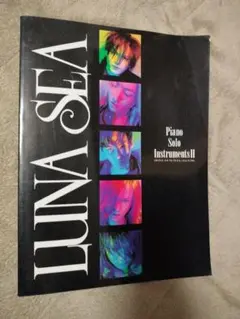 LUNA SEA
Piano
Solo
Instruments II